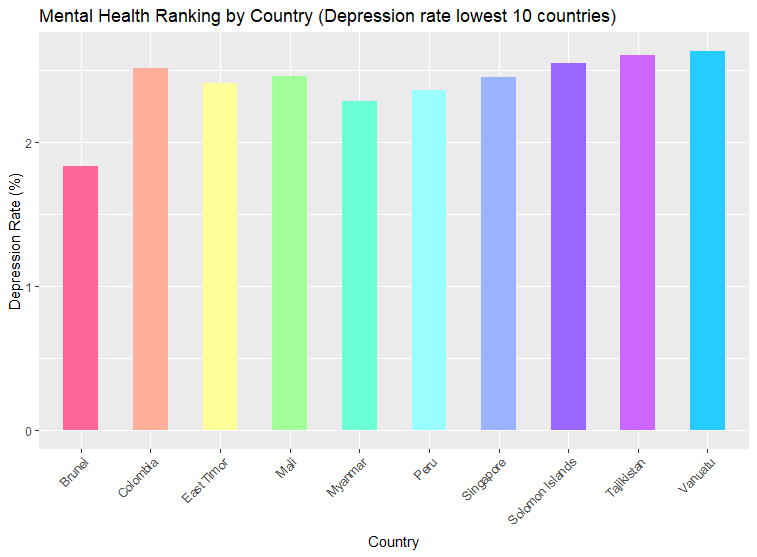 Mental Health Ranking by Country (Depression rate lowest 10 countries)
Depression Rate (%)
2
1
0
Brunei
Colombia
East Timor
Mali
Myanmar
Peru
Singapore
Solomon Islands
Tajikistan
Vanuatu
Country